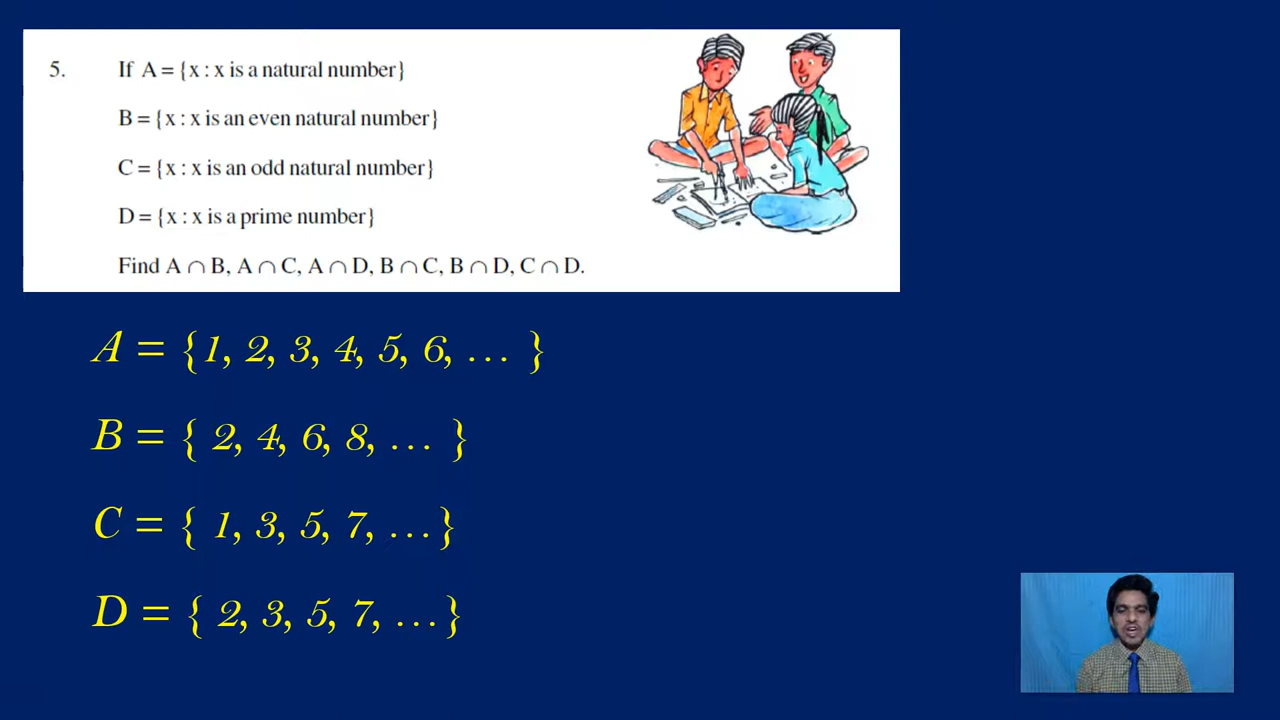 5. If A = {x : x is a natural number}
B = {x : x is an even natural number}
C = {x : x is an odd natural number}
D = {x : x is a prime number}
Find A ∩ B, A ∩ C, A ∩ D, B ∩ C, B ∩ D, C ∩ D.
A = {1, 2, 3, 4, 5, 6, … }
B = { 2, 4, 6, 8, … }
C = { 1, 3, 5, 7, …}
D = { 2, 3, 5, 7, …}